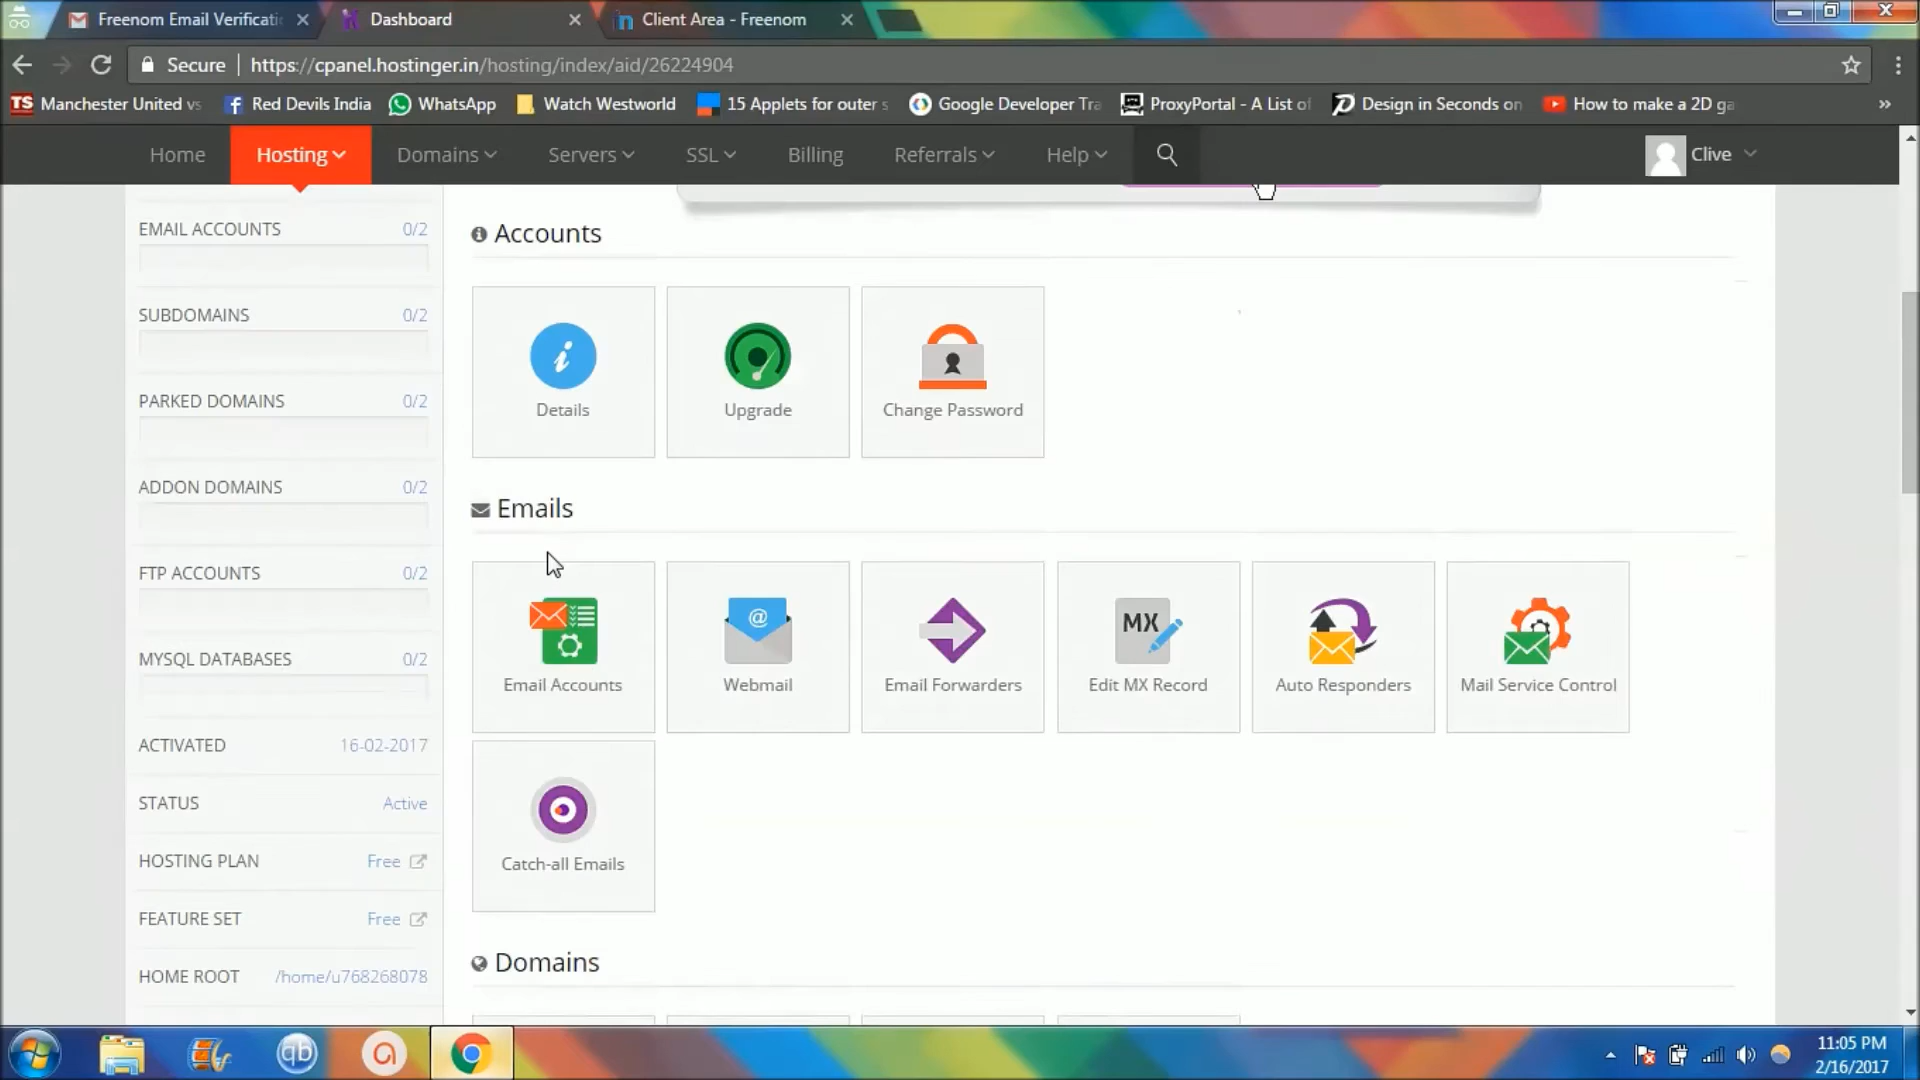 Freenom Email Verificati
Dashboard
Client Area - Freenom
Secure
https://cpanel.hostinger.in/hosting/index/aid/26224904
TS Manchester United vs
Red Devils India
WhatsApp
Watch Westworld
15 Applets for outer s
Google Developer Tra
ProxyPortal - A List of
Design in Seconds on
How to make a 2D ga
Home
Hosting
Domains
Servers
SSL
Billing
Referrals
Help
Clive
EMAIL ACCOUNTS 0/2
SUBDOMAINS 0/2
PARKED DOMAINS 0/2
ADDON DOMAINS 0/2
FTP ACCOUNTS 0/2
MYSQL DATABASES 0/2
ACTIVATED 16-02-2017
STATUS Active
HOSTING PLAN Free
FEATURE SET Free
HOME ROOT /home/u768268078
Accounts
Details
Upgrade
Change Password
Emails
Email Accounts
@
Webmail
Email Forwarders
MX
Edit MX Record
Auto Responders
Mail Service Control
Catch-all Emails
Domains
qb
11:05 PM
2/16/2017